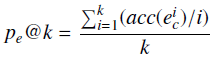 $p_e@k = \frac{\sum_{i=1}^{k}(acc(e_c^i)/i)}{k}$